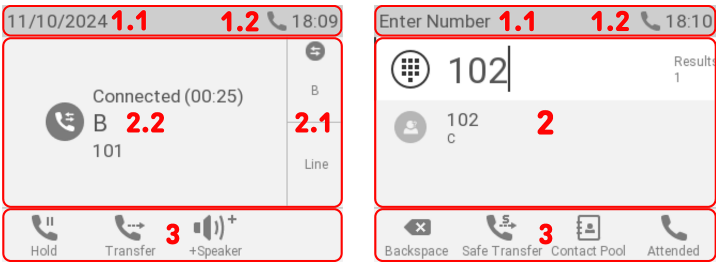 11/10/2024 1.1 1.2 18:09
B
Connected (00:25)
B 2.2 2.1
101
Line
Hold Transfer 3 +Speaker
Enter Number 1.1 1.2 18:10
102 Results
1
102
C
2
S
Backspace Safe Transfer 3 Contact Pool Attended